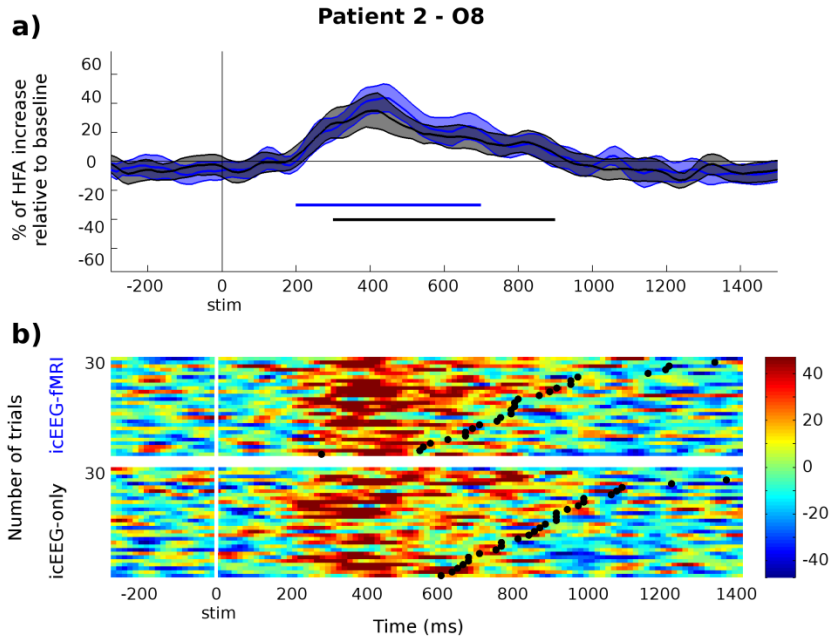 Patient 2 - O8
a)
% of HFA increase
relative to baseline
60
40
20
0
-20
-40
-60
-200 0 200 400 600 800 1000 1200 1400
stim
b)
Number of trials
icEEG-fMRI
30
icEEG-only
30
40
20
0
-20
-40
-200 0 200 400 600 800 1000 1200 1400
stim
Time (ms)